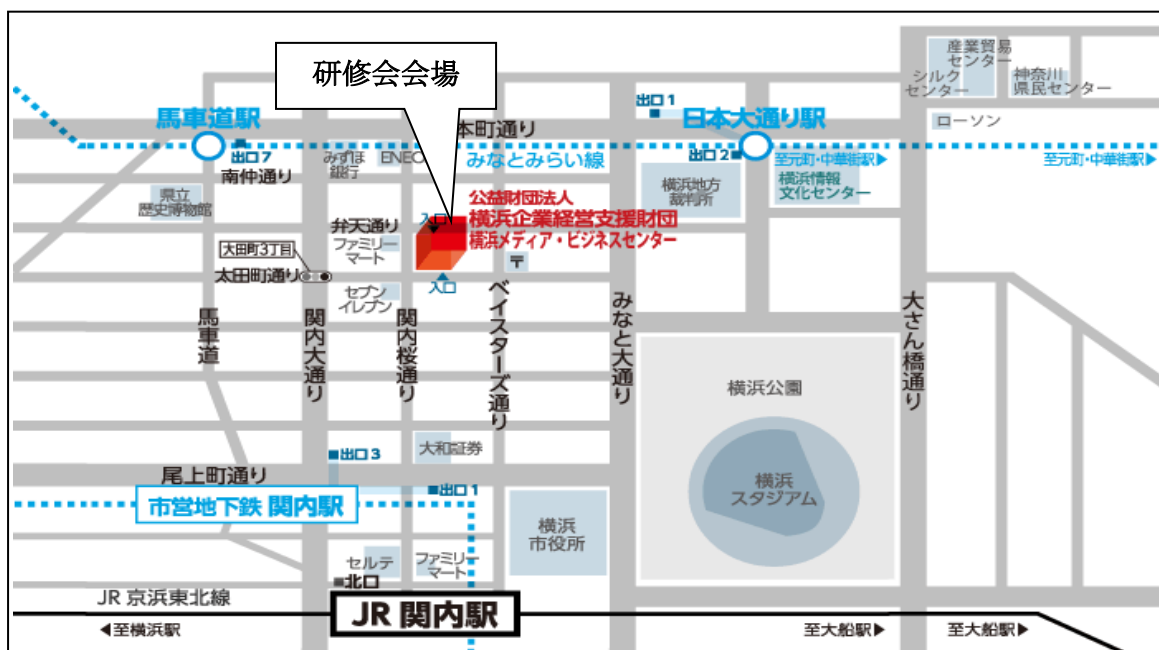 研修会会場
産業貿易
センター
シルク
センター
神奈川
県民センター
ローソン
馬車道駅
出口7
南仲通り
みずほ
銀行
ENEO
本町通り
みなとみらい線
出口1
日本大通り駅
出口2
至元町・中華街駅▶
至元町・中華街駅▶
横浜情報
文化センター
横浜地方
裁判所
県立
歴史博物館
弁天通り
ファミリー
マート
入口
公益財団法人
横浜企業経営支援財団
横浜メディア・ビジネスセンター
〒
大田町3丁目
太田町通り
セブン
イレブン
入口
馬車道
関内大通り
関内桜通り
ベイスターズ通り
みなと大通り
大さん橋通り
横浜公園
横浜
スタジアム
出口3
大和証券
尾上町通り
出口1
市営地下鉄 関内駅
横浜
市役所
セルテ
ファミリー
マート
北口
JR 京浜東北線
JR 関内駅
◀至横浜駅
至大船駅▶
至大船駅▶